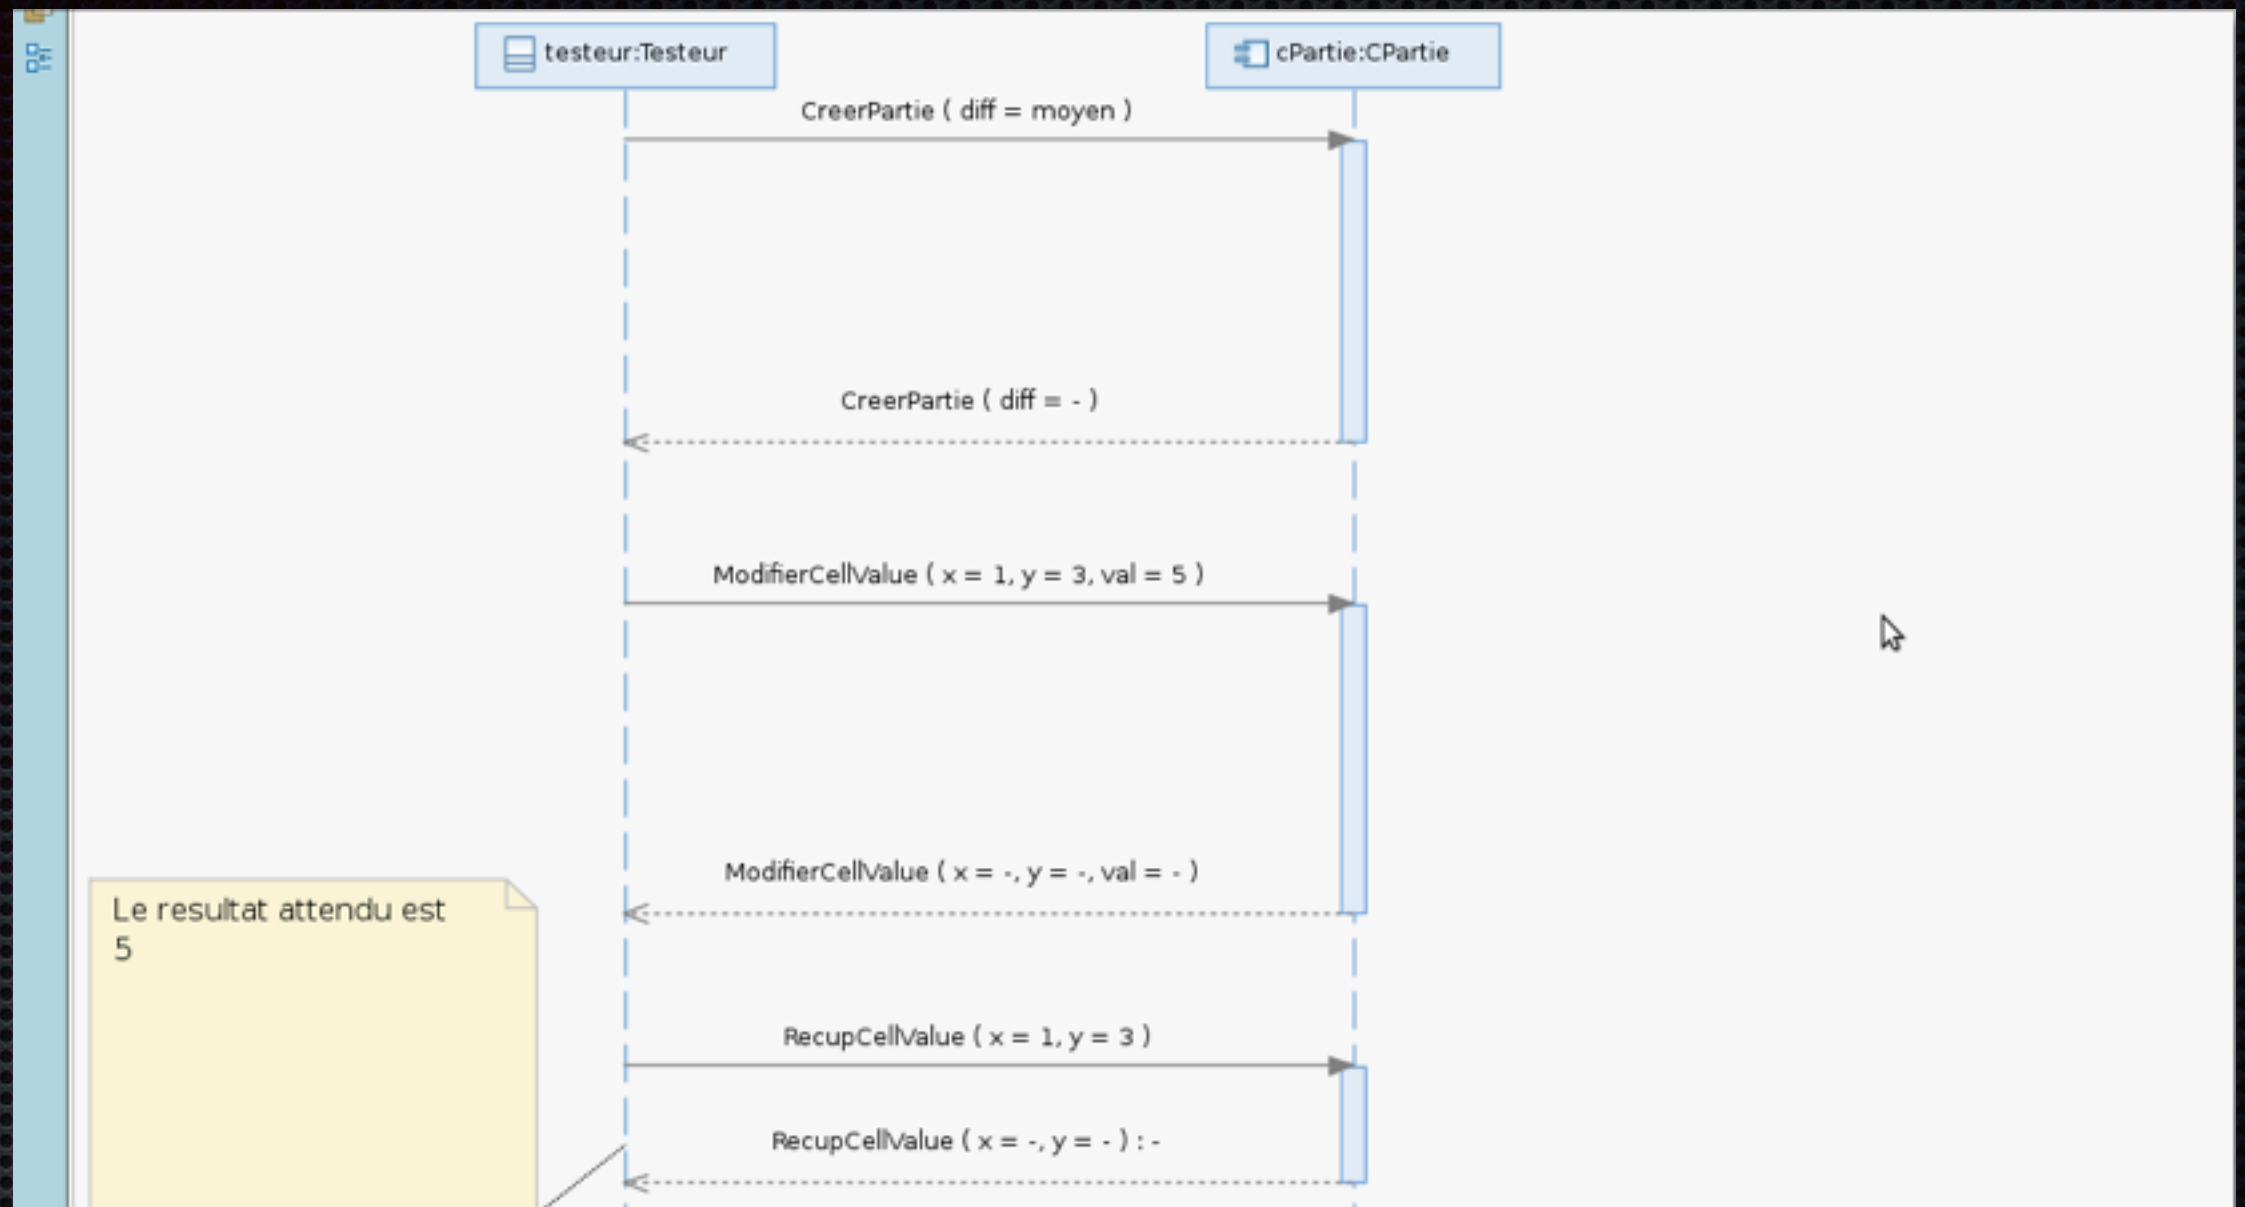 testeur:Testeur
cPartie:CPartie
CreerPartie ( diff = moyen )
CreerPartie ( diff = - )
ModifierCellValue ( x = 1, y = 3, val = 5 )
ModifierCellValue ( x = -, y = -, val = - )
Le resultat attendu est
5
RecupCellValue ( x = 1, y = 3 )
RecupCellValue ( x = -, y = - ) : -